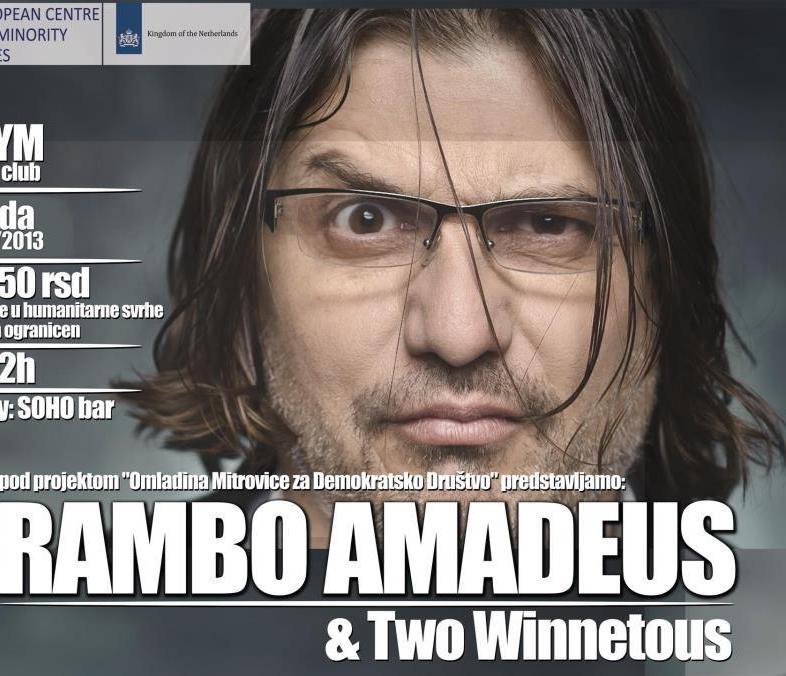 OPEAN CENTRE
MINORITY
ES
Kingdom of the Netherlands
YM
club
da
/2013
50 rsd
e u humanitarne svrhe
ogranicen
2h
y: SOHO bar
pod projektom "Omladina Mitrovice za Demokratsko Društvo" predstavljamo:
RAMBO AMADEUS
& Two Winnetous